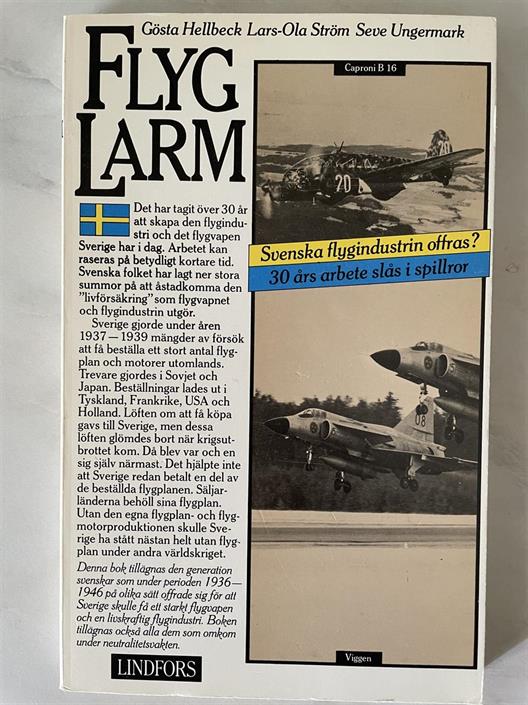 Gösta Hellbeck Lars-Ola Ström Seve Ungermark
FLYG
LARM
Caproni B 16
20
20
Det har tagit över 30 år
att skapa den flygindu-
stri och det flygvapen
Sverige har i dag. Arbetet kan
raseras på betydligt kortare tid.
Svenska folket har lagt ner stora
summor på att åstadkomma den
"livförsäkring" som flygvapnet
och flygindustrin utgör.
Sverige gjorde under åren
1937—1939 mängder av försök
att få beställa ett stort antal flyg-
plan och motorer utomlands.
Trevare gjordes i Sovjet och
Japan. Beställningar lades ut i
Tyskland, Frankrike, USA och
Holland. Löften om att få köpa
gavs till Sverige, men dessa
löften glömdes bort när krigsut-
brottet kom. Då blev var och en
sig själv närmast. Det hjälpte inte
att Sverige redan betalt en del av
de beställda flygplanen. Säljar-
länderna behöll sina flygplan.
Utan den egna flygplan- och flyg-
motorproduktionen skulle Sve-
rige ha stått nästan helt utan flyg-
plan under andra världskriget.
Denna bok tillägnas den generation
svenskar som under perioden 1936—
1946 på olika sätt offrade sig för att
Sverige skulle få ett starkt flygvapen
och en livskraftig flygindustri. Boken
tillägnas också alla dem som omkom
under neutralitetsvakten.
LINDFORS
Svenska flygindustrin offras?
30 års arbete slås i spillror
08
Viggen